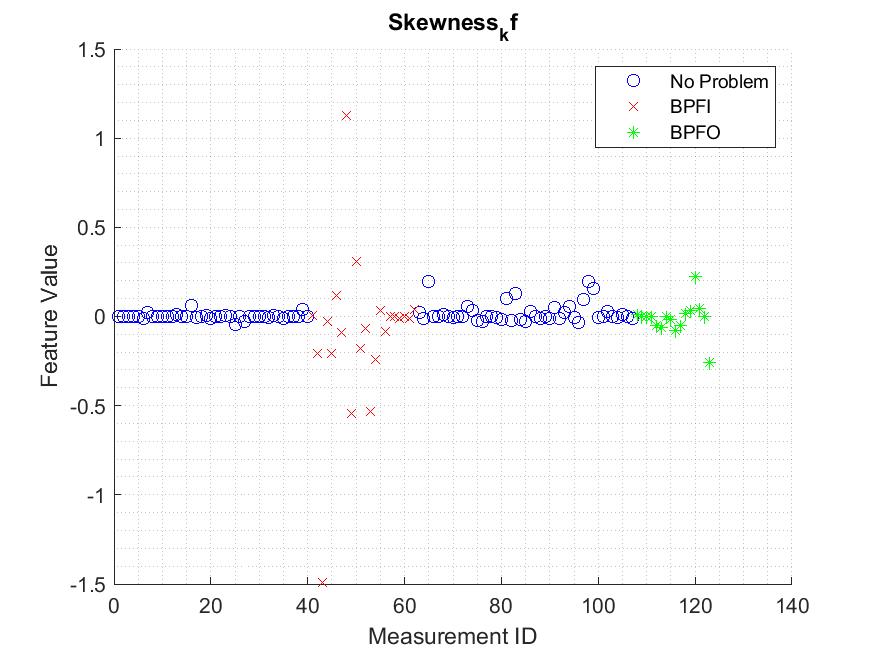 Skewness_kf
1.5
1
0.5
0
-0.5
-1
-1.5
Feature Value
No Problem
BPFI
BPFO
0 20 40 60 80 100 120 140
Measurement ID